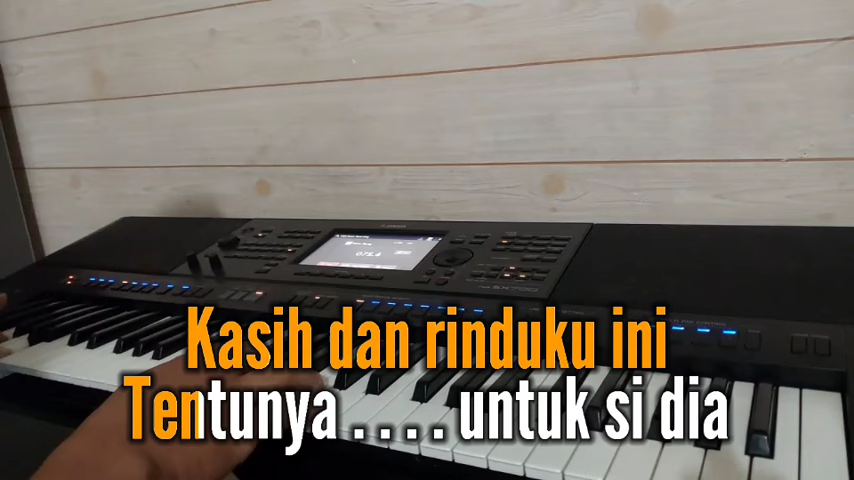 Kasih dan rinduku ini
Tentunya . . . . untuk si dia